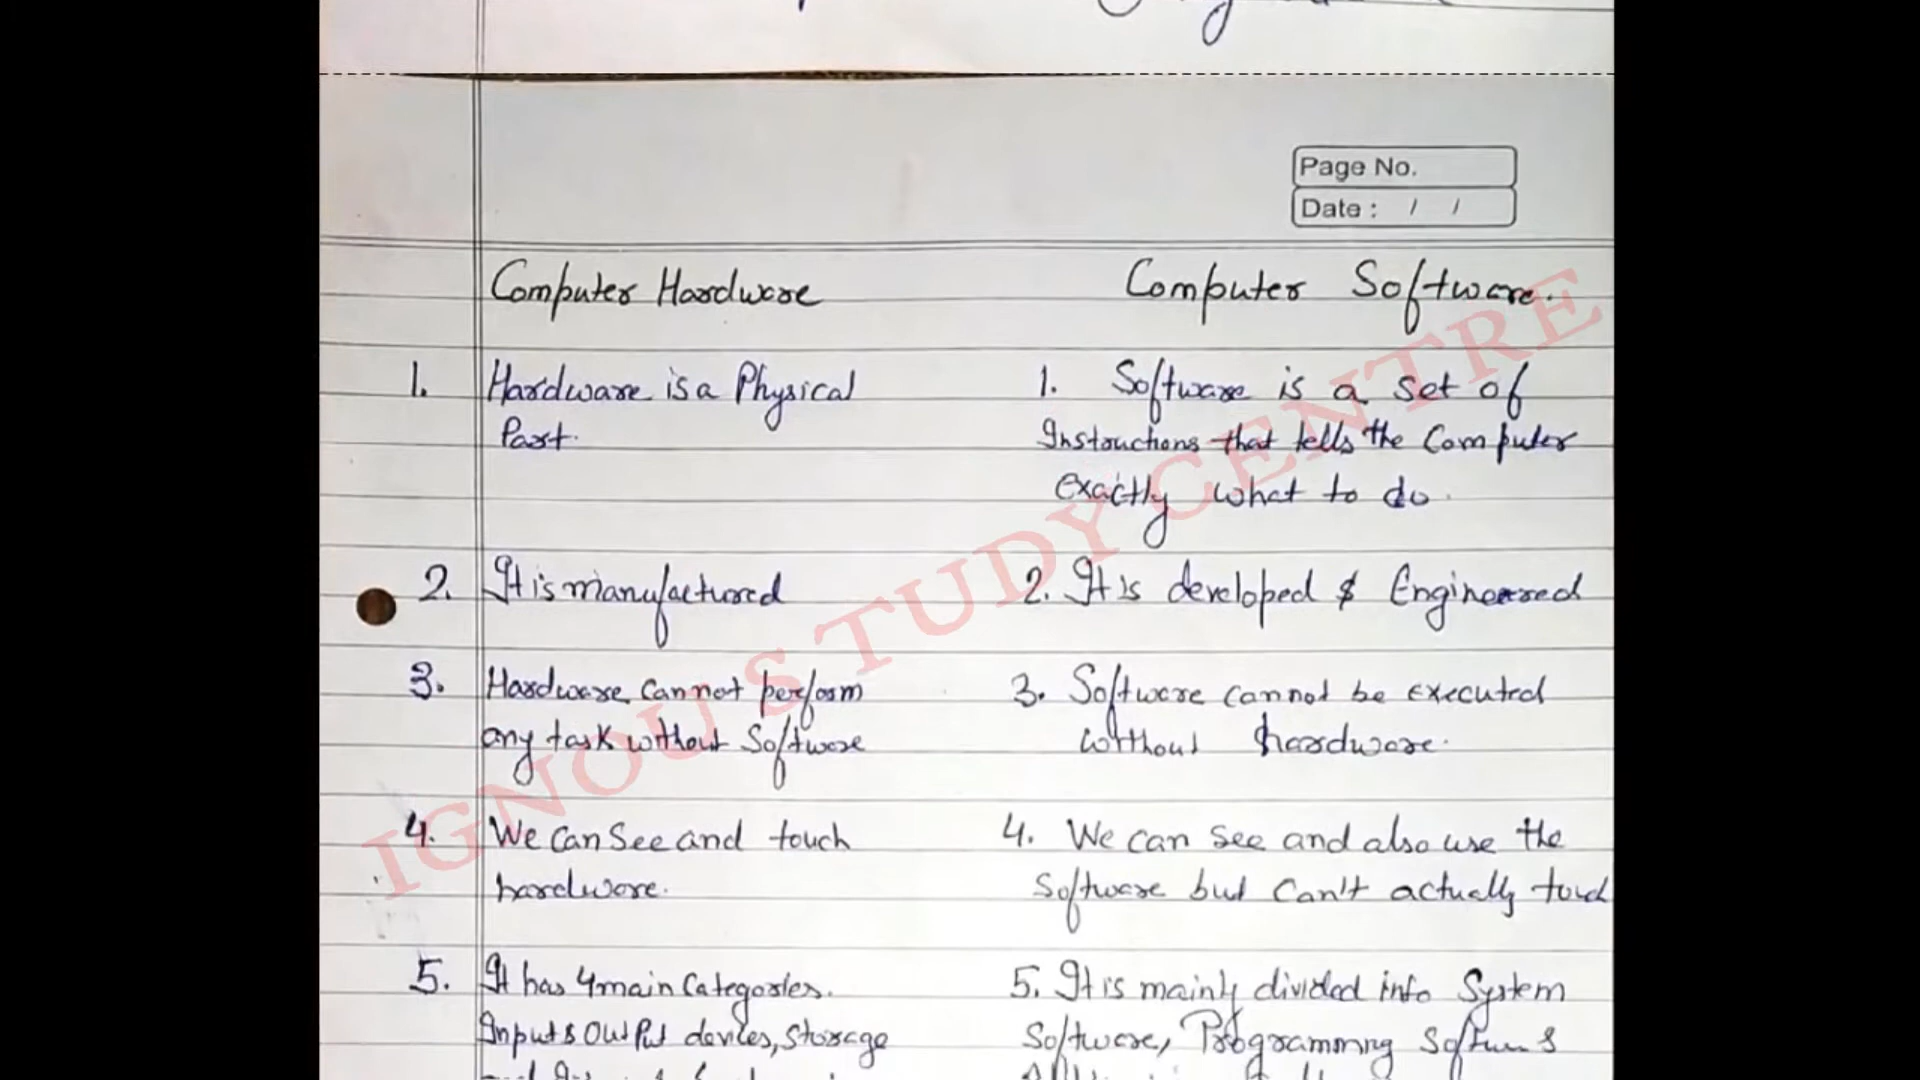 Page No.
Date : / /
Computer Hardware
Computer Software.
1. Hardware is a Physical
Part.
1. Software is a set of
Instructions that tells the Computer
exactly what to do.
2. It is manufactured
2. It is developed & Engineered
3. Hardware cannot perform
any task without Software
3. Software cannot be executed
without hardware.
4. We can See and touch
hardware.
4. We can see and also use the
Software but can't actually touch
5. It has 4 main Categories.
Input & Output devices, Storage
5. It is mainly divided into System
Software, Programming
IGNOU STUDY CENTRE